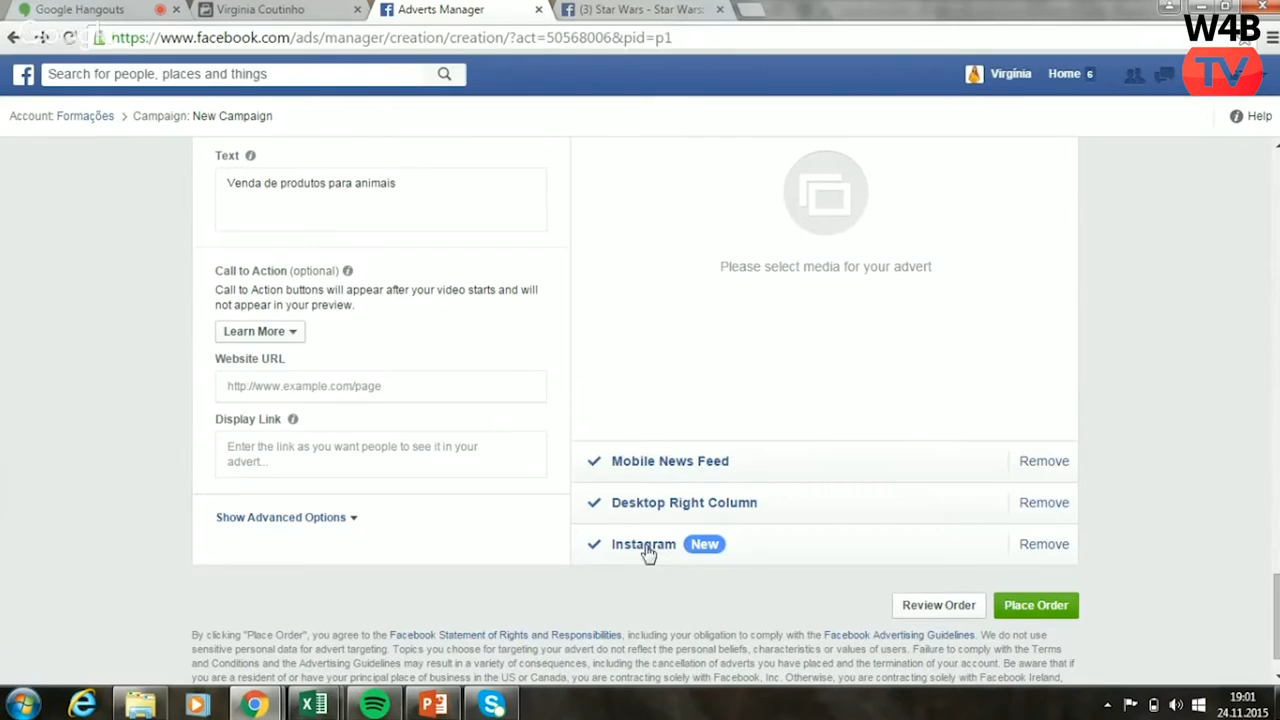 Google Hangouts
Virgínia Coutinho
Adverts Manager
(3) Star Wars - Star Wars:
https://www.facebook.com/ads/manager/creation/creation/?act=50568006&pid=p1
W4B
TV
Search for people, places and things
Virgínia
Home 6
Account: Formações > Campaign: New Campaign
Help
Text
Venda de produtos para animais
Please select media for your advert
Call to Action (optional)
Call to Action buttons will appear after your video starts and will
not appear in your preview.
Learn More
Website URL
http://www.example.com/page
Display Link
Enter the link as you want people to see it in your
advert...
Show Advanced Options
Mobile News Feed Remove
Desktop Right Column Remove
Instagram New Remove
Review Order
Place Order
By clicking "Place Order", you agree to the Facebook Statement of Rights and Responsibilities, including your obligation to comply with the Facebook Advertising Guidelines. We do not use
sensitive personal data for advert targeting. Topics you choose for targeting your advert do not reflect the personal beliefs, characteristics or values of users. Failure to comply with the Terms
and Conditions and the Advertising Guidelines may result in a variety of consequences, including the cancellation of adverts you have placed and the termination of your account. Be aware that if
you are a resident of or have your principal place of business in the US or Canada, you are contracting solely with Facebook, Inc. Otherwise, you are contracting solely with Facebook Ireland,
19:01
24.11.2015